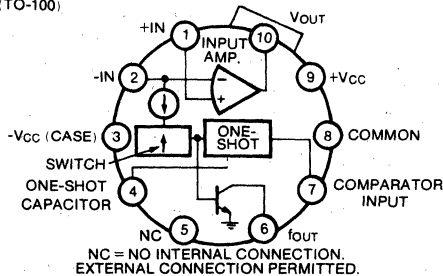 (TO-100)
+IN
VOUT
1
INPUT
AMP.
10
-IN
2
−
+
9
+VCC
-VCC (CASE)
3
ONE-
SHOT
8
COMMON
SWITCH
ONE-SHOT
CAPACITOR
4
7
COMPARATOR
INPUT
NC
5
6
fOUT
NC = NO INTERNAL CONNECTION.
EXTERNAL CONNECTION PERMITTED.